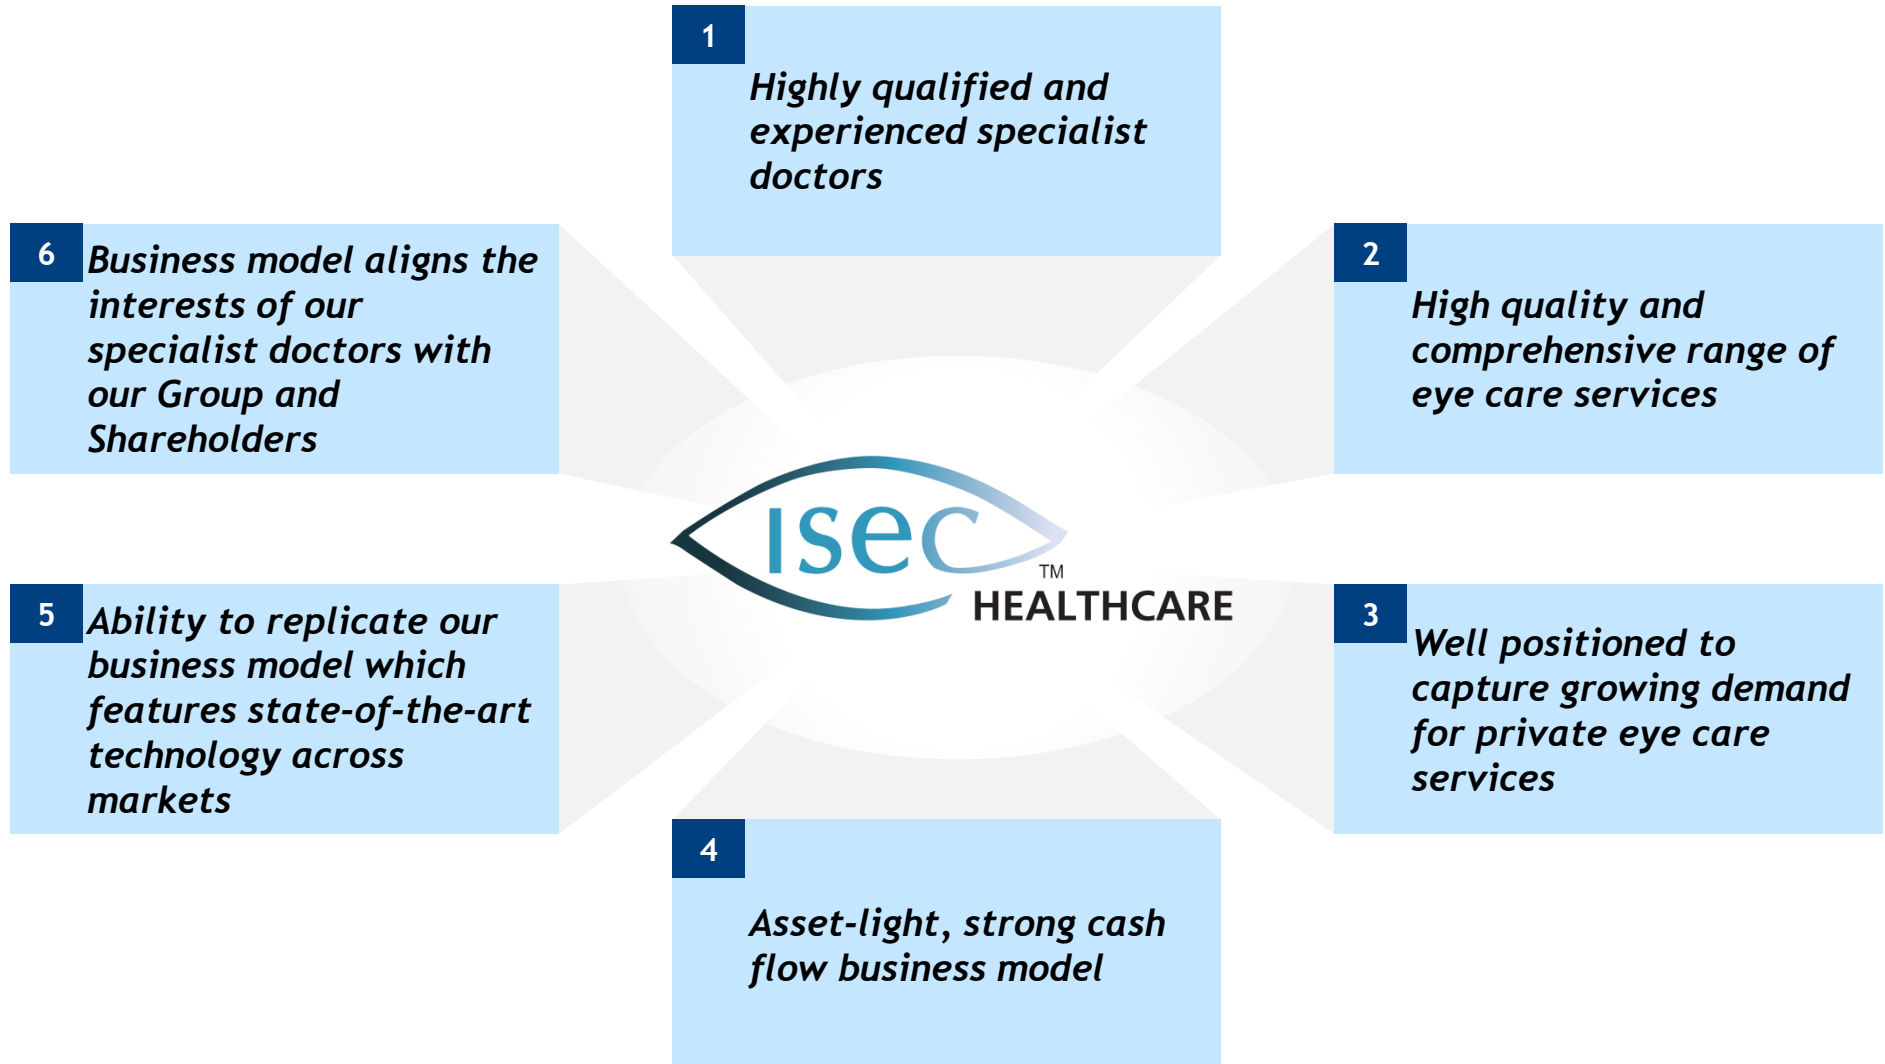 1
Highly qualified and
experienced specialist
doctors
2
High quality and
comprehensive range of
eye care services
3
Well positioned to
capture growing demand
for private eye care
services
4
Asset-light, strong cash
flow business model
5
Ability to replicate our
business model which
features state-of-the-art
technology across
markets
6
Business model aligns the
interests of our
specialist doctors with
our Group and
Shareholders
ISEC
TM
HEALTHCARE